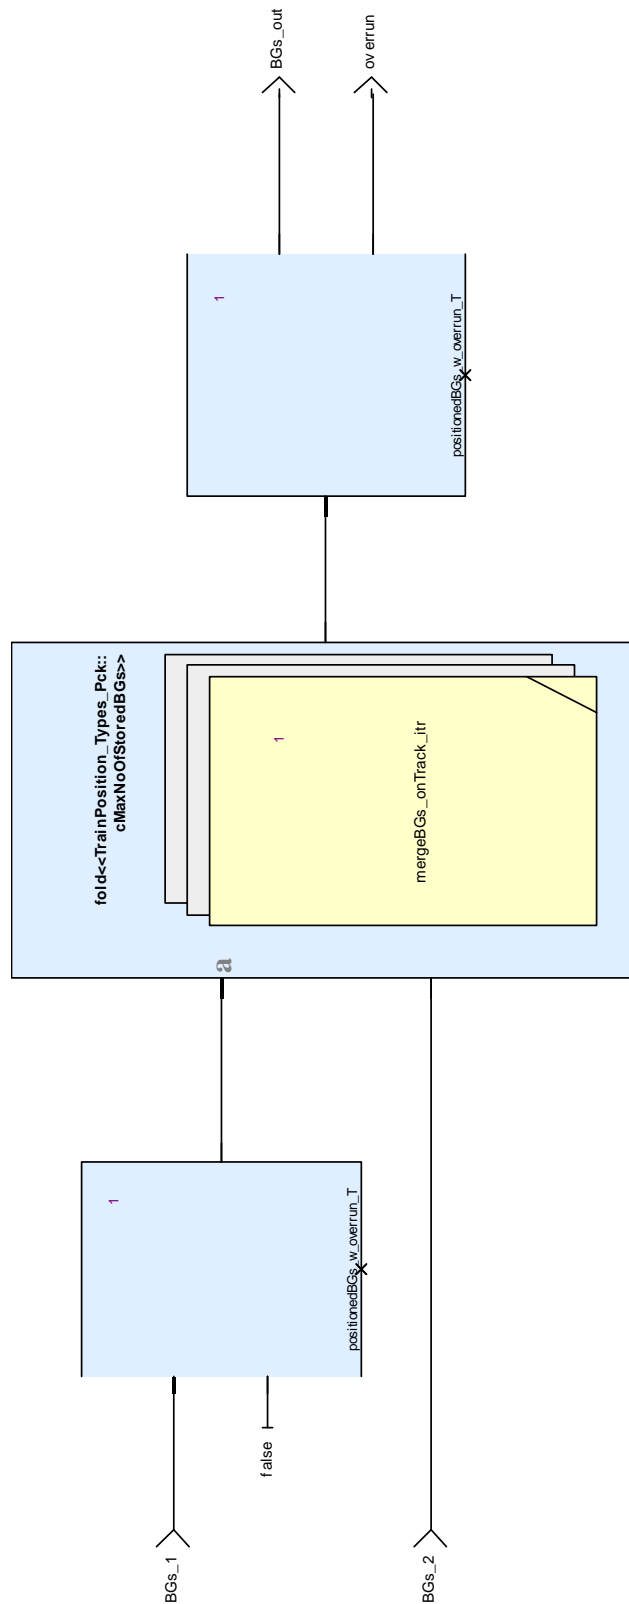 BGs_1
false
1
positionedBGs_w_overrun_T
BGs_2
fold<<TrainPosition_Types_Pck::
cMaxNoOfStoredBGs>>
a
1
mergeBGs_onTrack_itr
1
positionedBGs_w_overrun_T
BGs_out
overrun